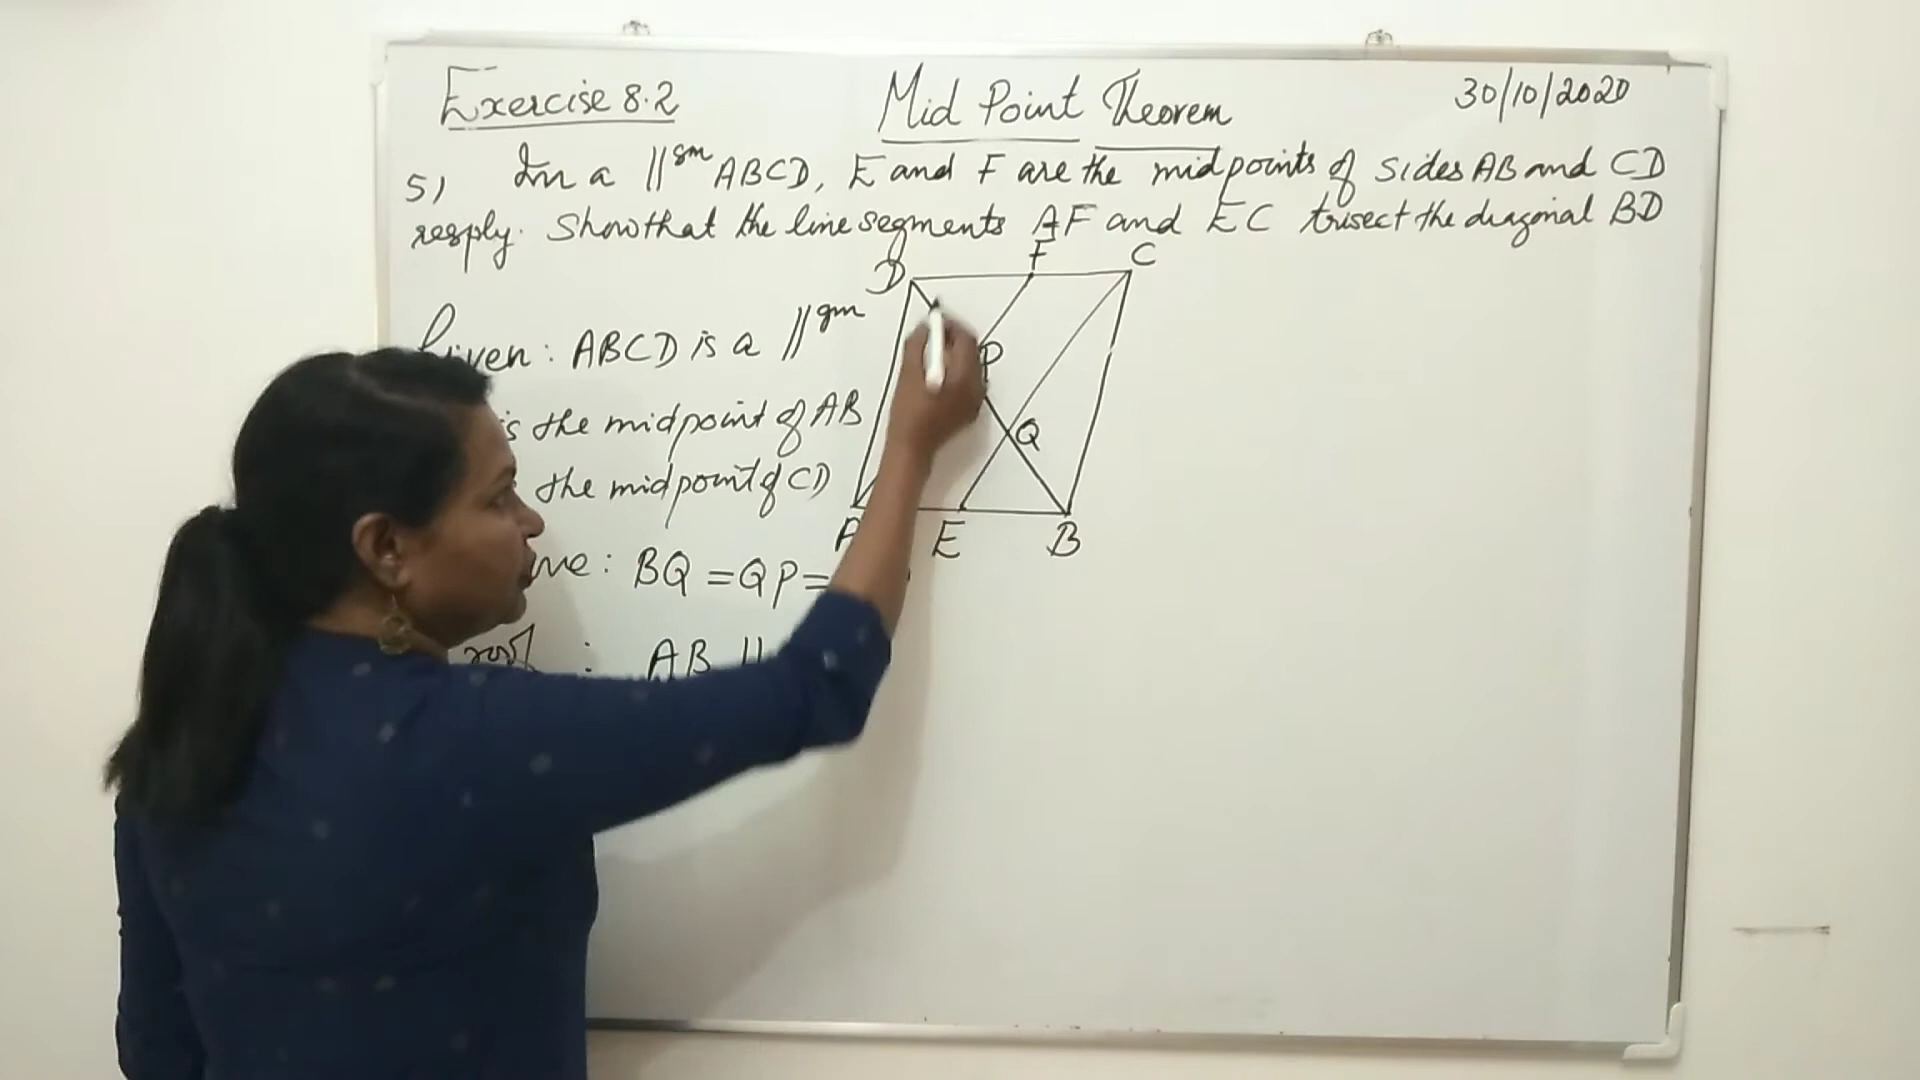 Exercise 8.2
Mid Point Theorem
30/10/2020
5) In a ||gm ABCD, E and F are the midpoints of sides AB and CD
resply. Show that the line segments AF and EC trisect the diagonal BD
D F C
P
Q
A E B
Given: ABCD is a ||gm
is the midpoint of AB
the midpoint of CD
BQ = QP =
: AB ||